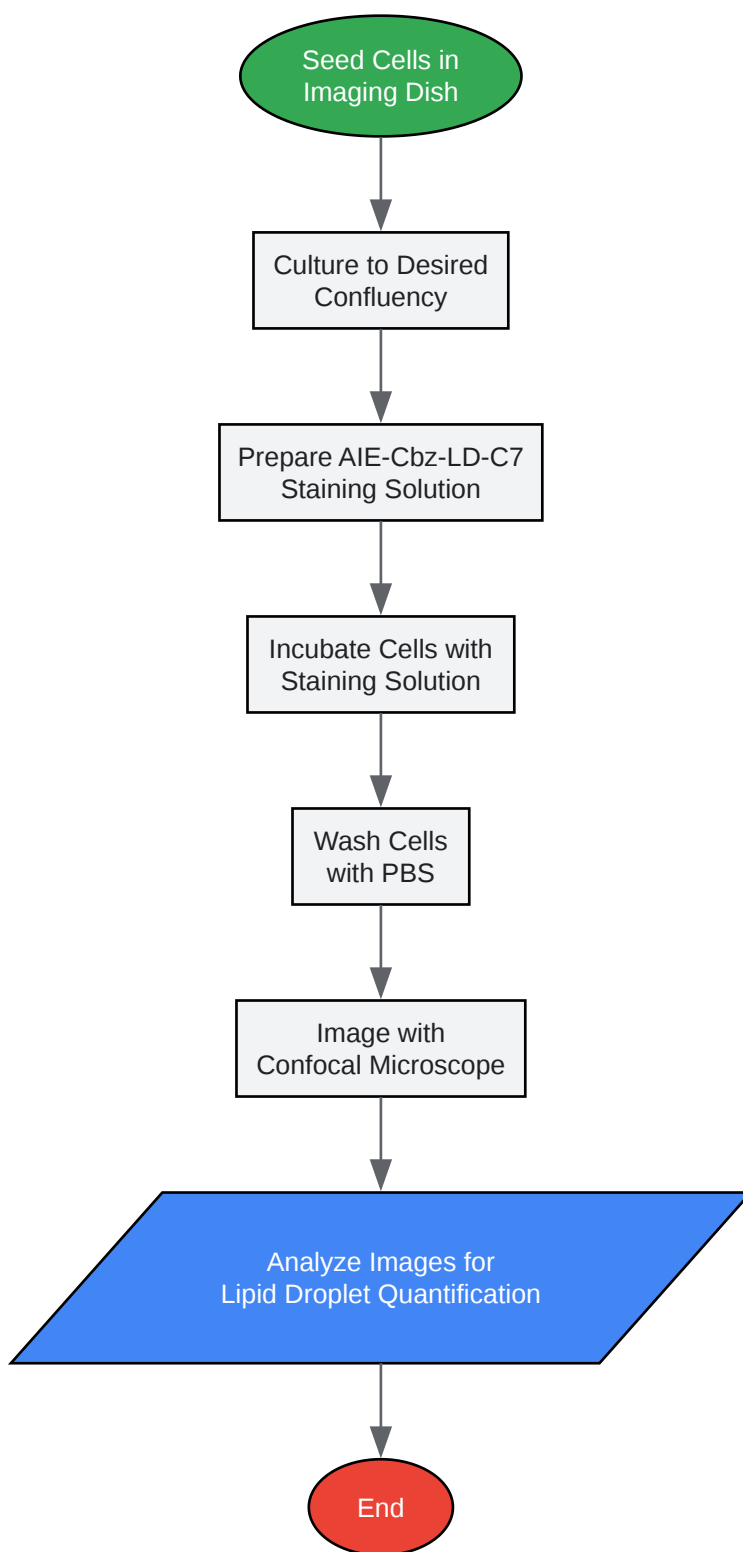 Seed Cells in
Imaging Dish
Culture to Desired
Confluency
Prepare AIE-Cbz-LD-C7
Staining Solution
Incubate Cells with
Staining Solution
Wash Cells
with PBS
Image with
Confocal Microscope
Analyze Images for
Lipid Droplet Quantification
End